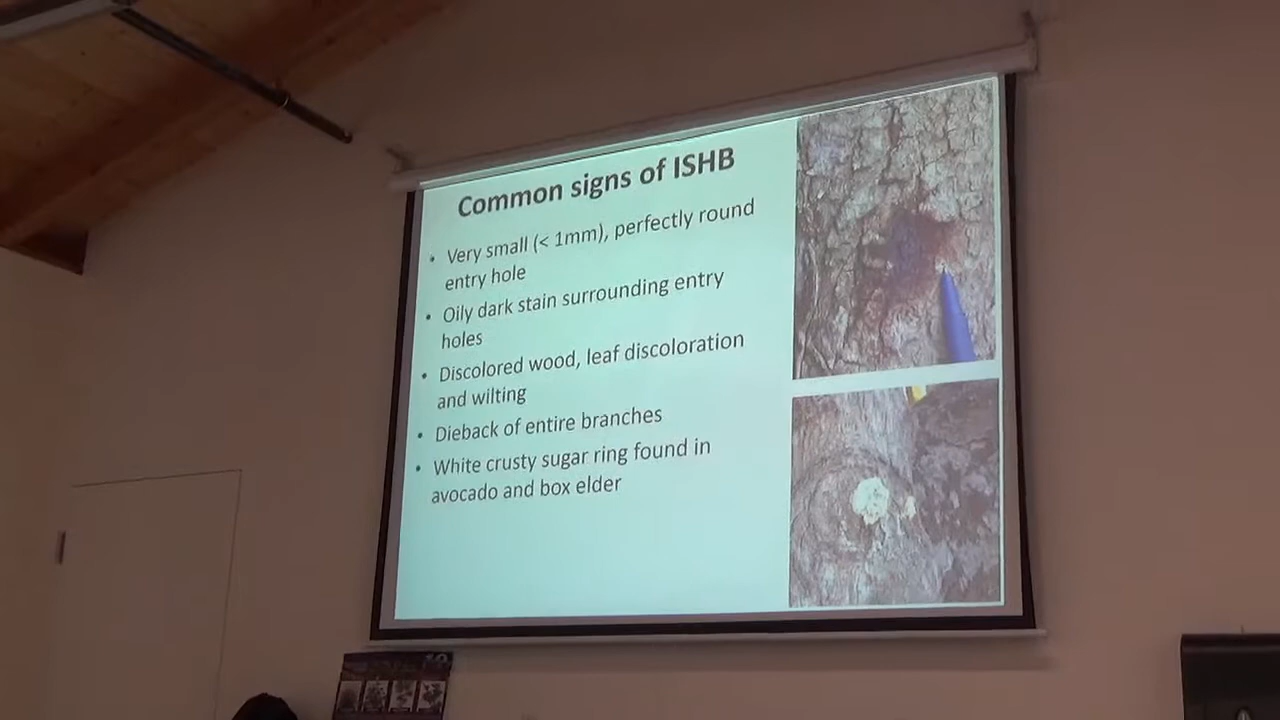 Common signs of ISHB
• Very small (< 1mm), perfectly round
entry hole
• Oily dark stain surrounding entry
holes
• Discolored wood, leaf discoloration
and wilting
• Dieback of entire branches
• White crusty sugar ring found in
avocado and box elder